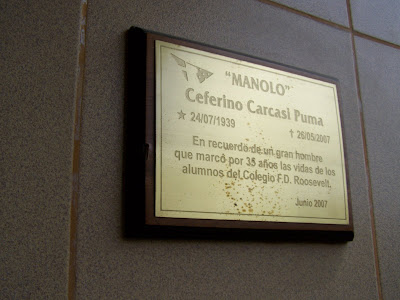 "MANOLO"
Ceferino Carcasi Puma
★ 24/07/1939 † 26/05/2007
En recuerdo de un gran hombre
que marcó por 35 años las vidas de los
alumnos del Colegio F.D. Roosevelt.
Junio 2007